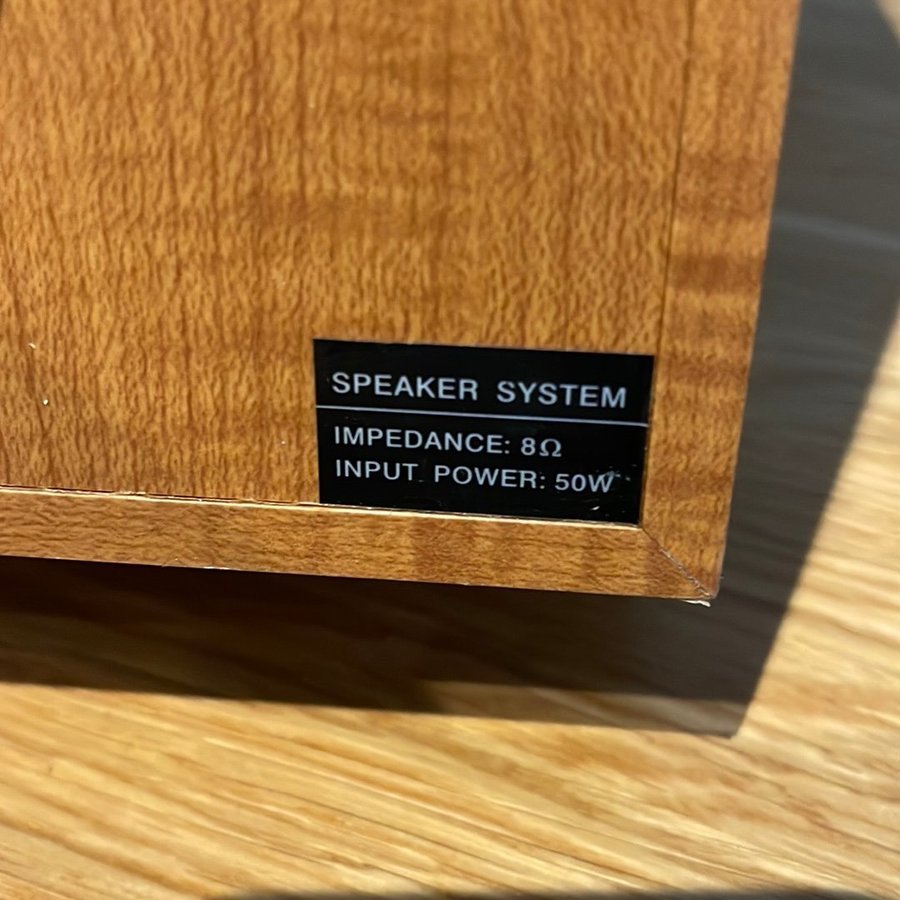 SPEAKER SYSTEM
IMPEDANCE: 8Ω
INPUT POWER: 50W